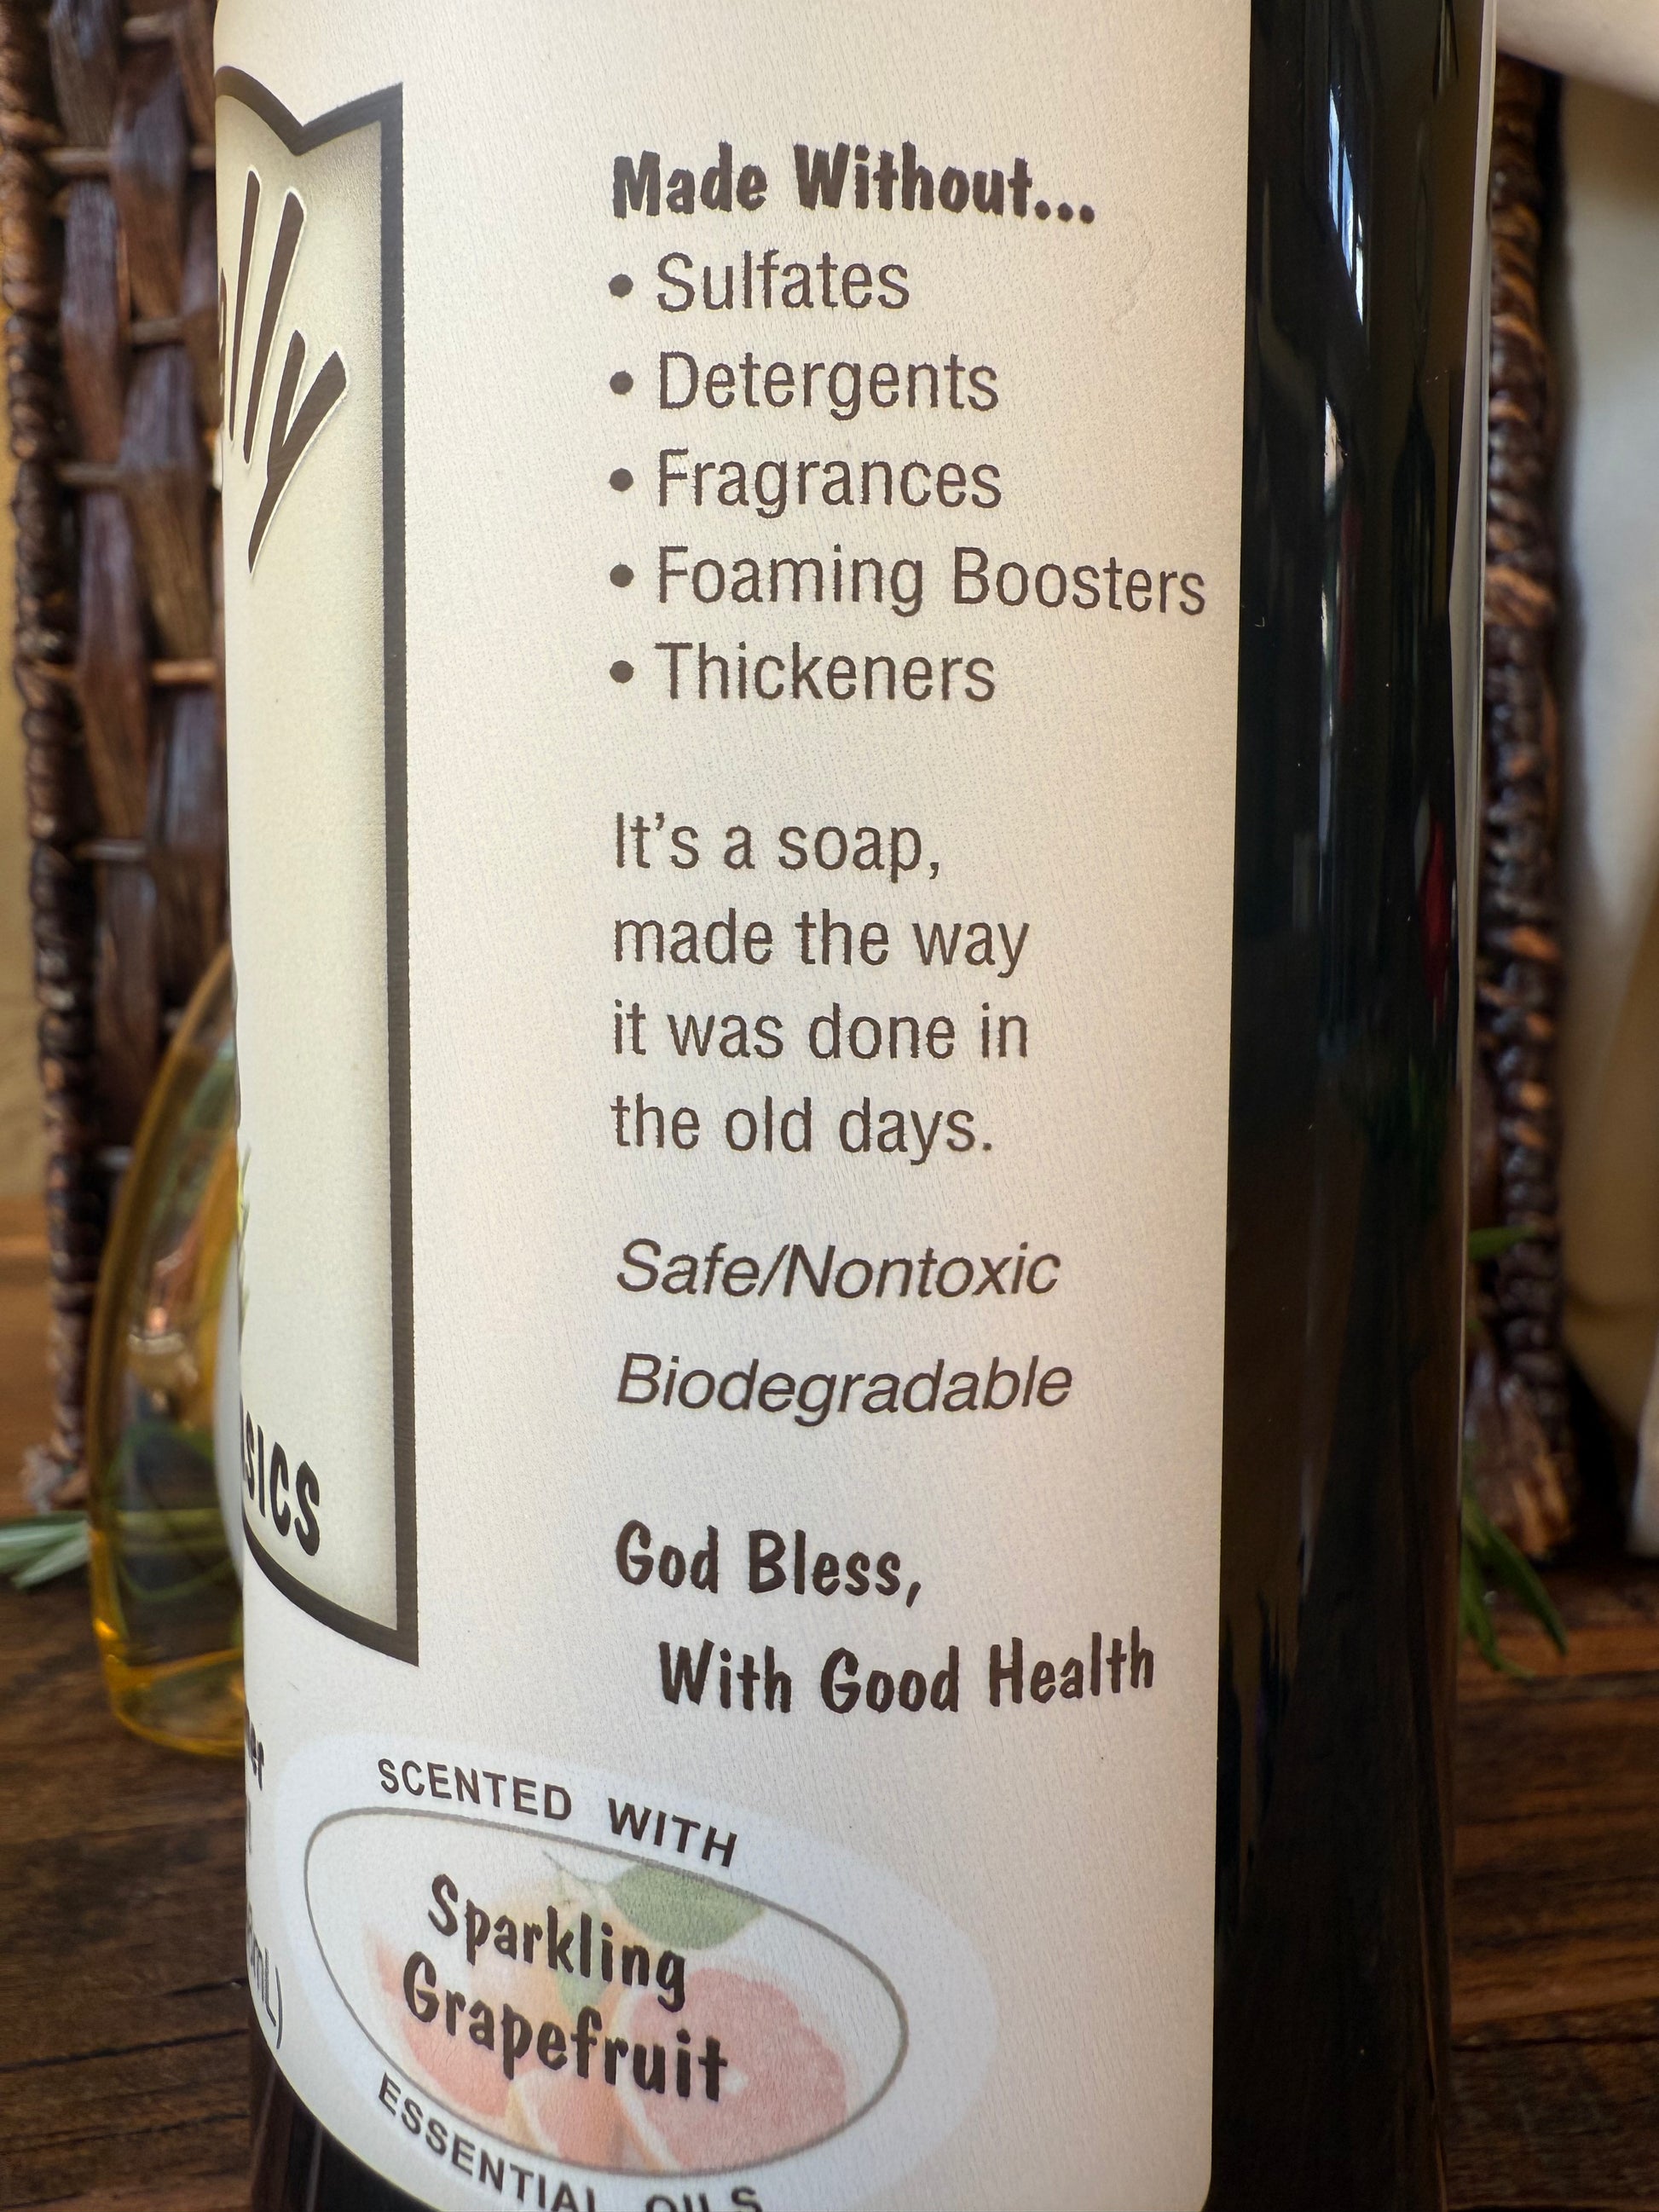 Made Without...
• Sulfates
• Detergents
• Fragrances
• Foaming Boosters
• Thickeners
It's a soap,
made the way
it was done in
the old days.
Safe/Nontoxic
Biodegradable
God Bless,
With Good Health
SCENTED WITH
Sparkling
Grapefruit
ESSENTIAL OILS